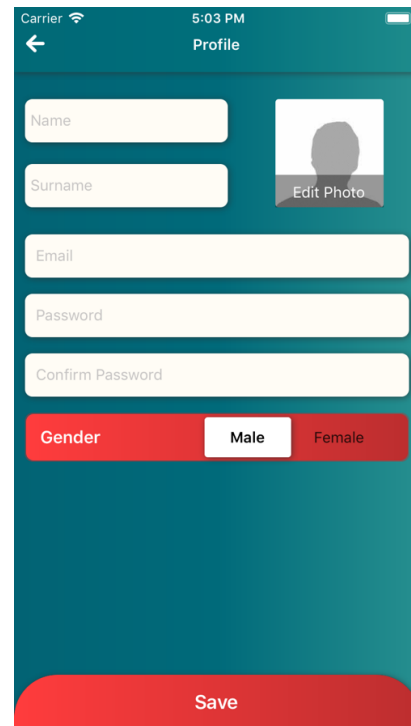 Carrier 5:03 PM
Profile
Name
Surname
Edit Photo
Email
Password
Confirm Password
Gender Male Female
Save